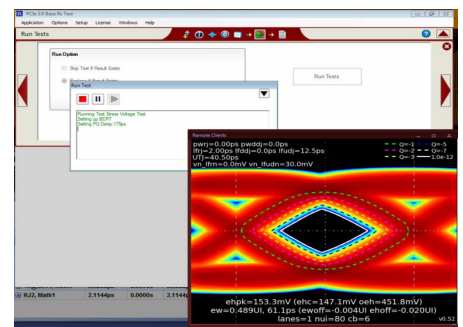 PCIe 3.0 Base Rx Test
Application Options Setup License Windows Help
Run Tests
Run Option
Skip Test if Result Exists
Run Tests
Run Test
Running Test Stress Voltage Test
Setting up BERT
Setting PG Delay:175ps
Remote Clients
pwrj=0.00ps pwddj=0.0ps
lfrj=2.00ps lfddj=0.0ps lfudj=12.5ps
UTJ=40.50ps
vn_lfrn=0.0mV vn_lfudn=30.0mV
Q=-1 Q=-5
Q=-2 Q=-7
Q=-3 1.0e-12
RJ2, Math1 2.1144ps 0.0000s 2.1144p
ehpk=153.3mV (ehc=147.1mV oeh=451.8mV)
ew=0.489UI, 61.1ps (ewoff=-0.004UI ehoff=-0.020UI)
lanes=1 nui=80 cb=6
v0.52